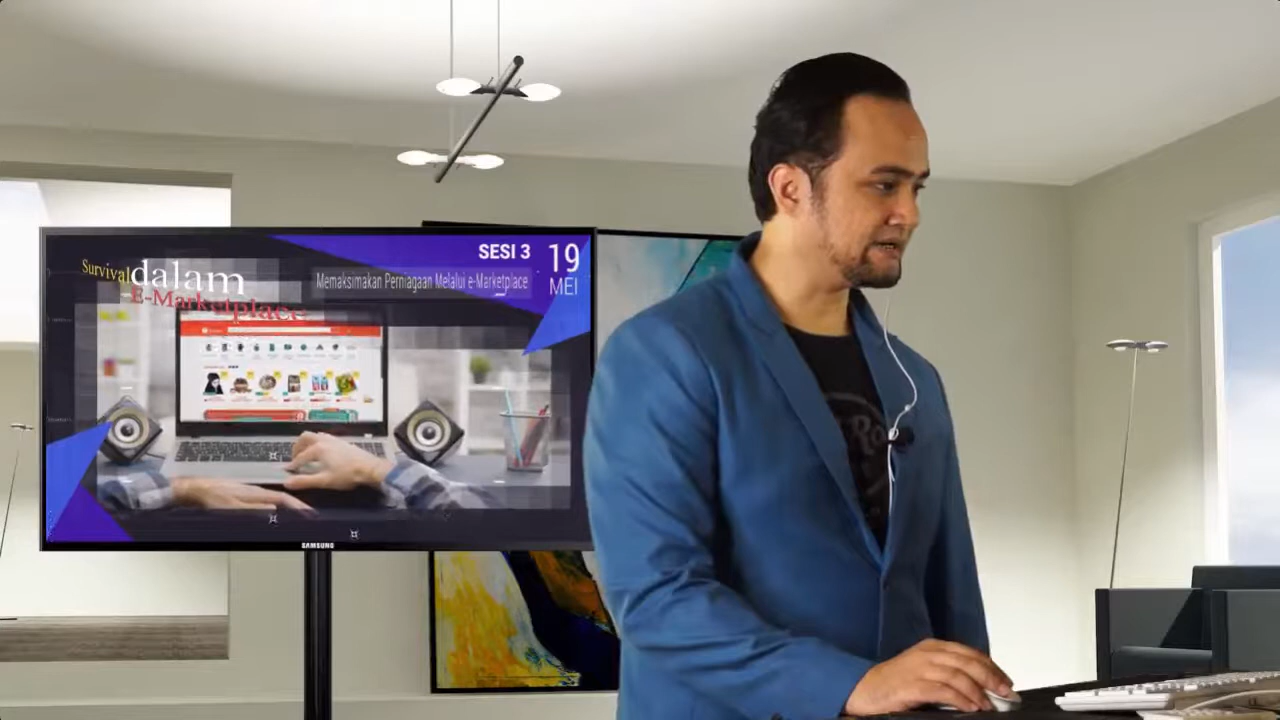 SESI 3
19
MEI
Survival dalam
E-Marketplace
Memaksimakan Perniagaan Melalui e-Marketplace
SAMSUNG